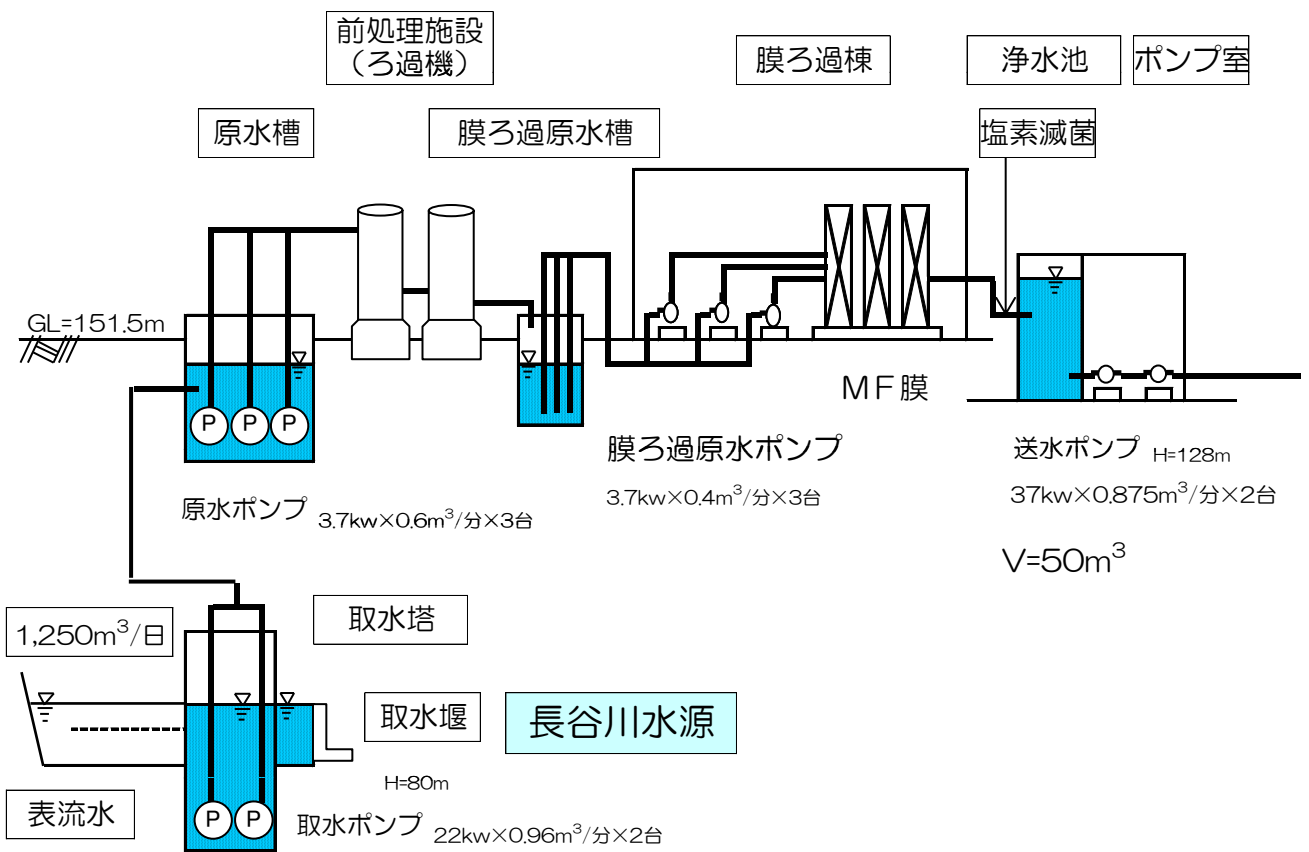 前処理施設
（ろ過機）
膜ろ過棟
浄水池
ポンプ室
原水槽
膜ろ過原水槽
塩素滅菌
GL=151.5m
P
P
P
MF膜
膜ろ過原水ポンプ
3.7kw×0.4m³/分×3台
送水ポンプ H=128m
37kw×0.875m³/分×2台
V=50m³
原水ポンプ 3.7kw×0.6m³/分×3台
1,250m³/日
取水塔
取水堰
長谷川水源
H=80m
表流水
P
P
取水ポンプ 22kw×0.96m³/分×2台